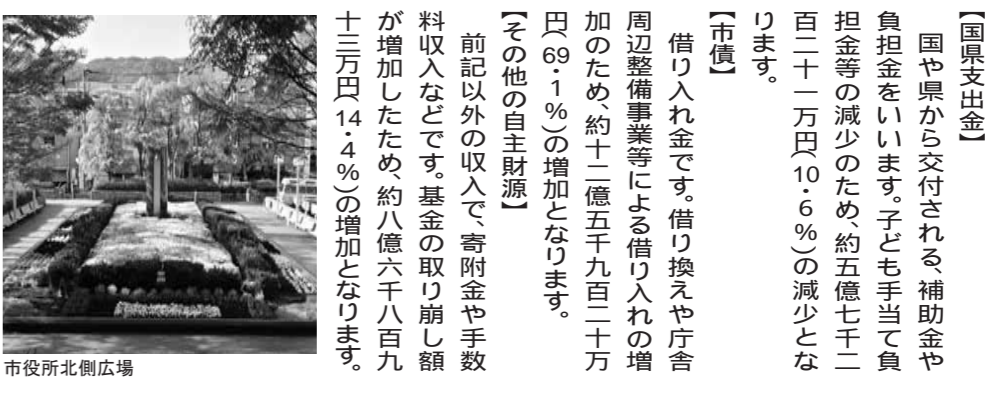 【国県支出金】
国や県から交付される、補助金や
負担金をいいます。子ども手当て負
担金等の減少のため、約五億七千二
百二十一万円(10・6%)の減少とな
ります。
【市債】
借り入れ金です。借り換えや庁舎
周辺整備事業等による借り入れの増
加のため、約十二億五千九百二十万
円(69・1%)の増加となります。
【その他の自主財源】
前記以外の収入で、寄附金や手数
料収入などです。基金の取り崩し額
が増加したため、約八億六千八百九
十三万円(14・4%)の増加となります。
市役所北側広場